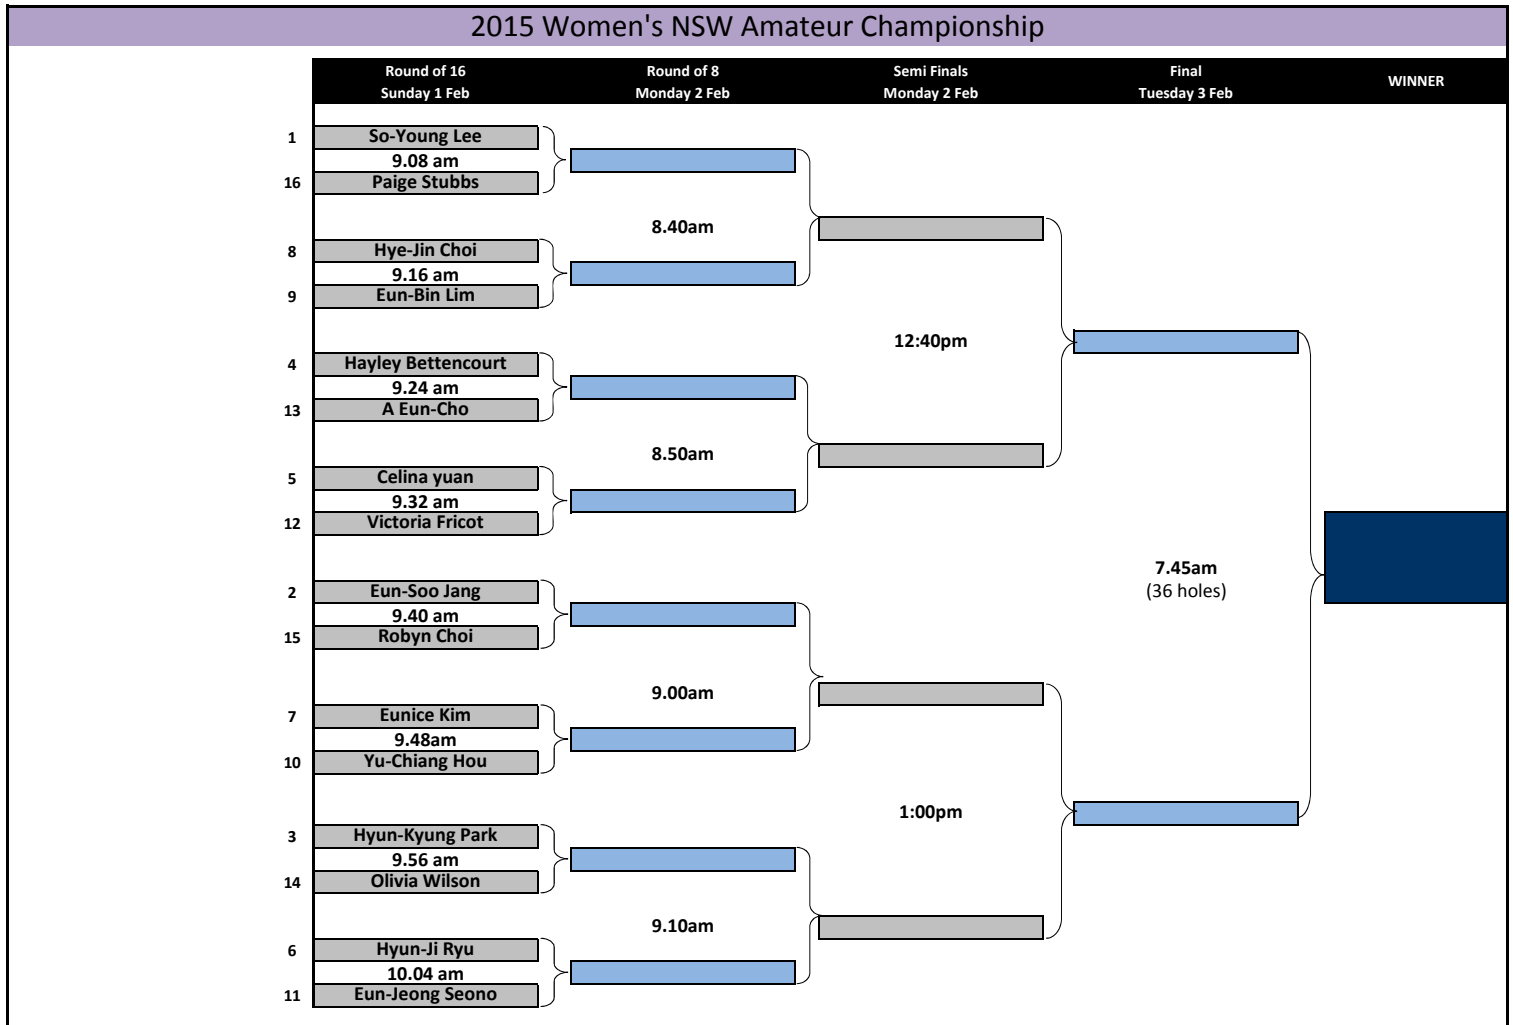 2015 Women's NSW Amateur Championship
Round of 16 Round of 8 Semi Finals Final
Sunday 1 Feb Monday 2 Feb Monday 2 Feb Tuesday 3 Feb WINNER
1 So-Young Lee
9.08 am
16 Paige Stubbs
8.40am
8 Hye-Jin Choi
9.16 am
9 Eun-Bin Lim
12:40pm
4 Hayley Bettencourt
9.24 am
13 A Eun-Cho
8.50am
5 Celina yuan
9.32 am
12 Victoria Fricot
7.45am
(36 holes)
2 Eun-Soo Jang
9.40 am
15 Robyn Choi
9.00am
7 Eunice Kim
9.48am
10 Yu-Chiang Hou
1:00pm
3 Hyun-Kyung Park
9.56 am
14 Olivia Wilson
9.10am
6 Hyun-Ji Ryu
10.04 am
11 Eun-Jeong Seono